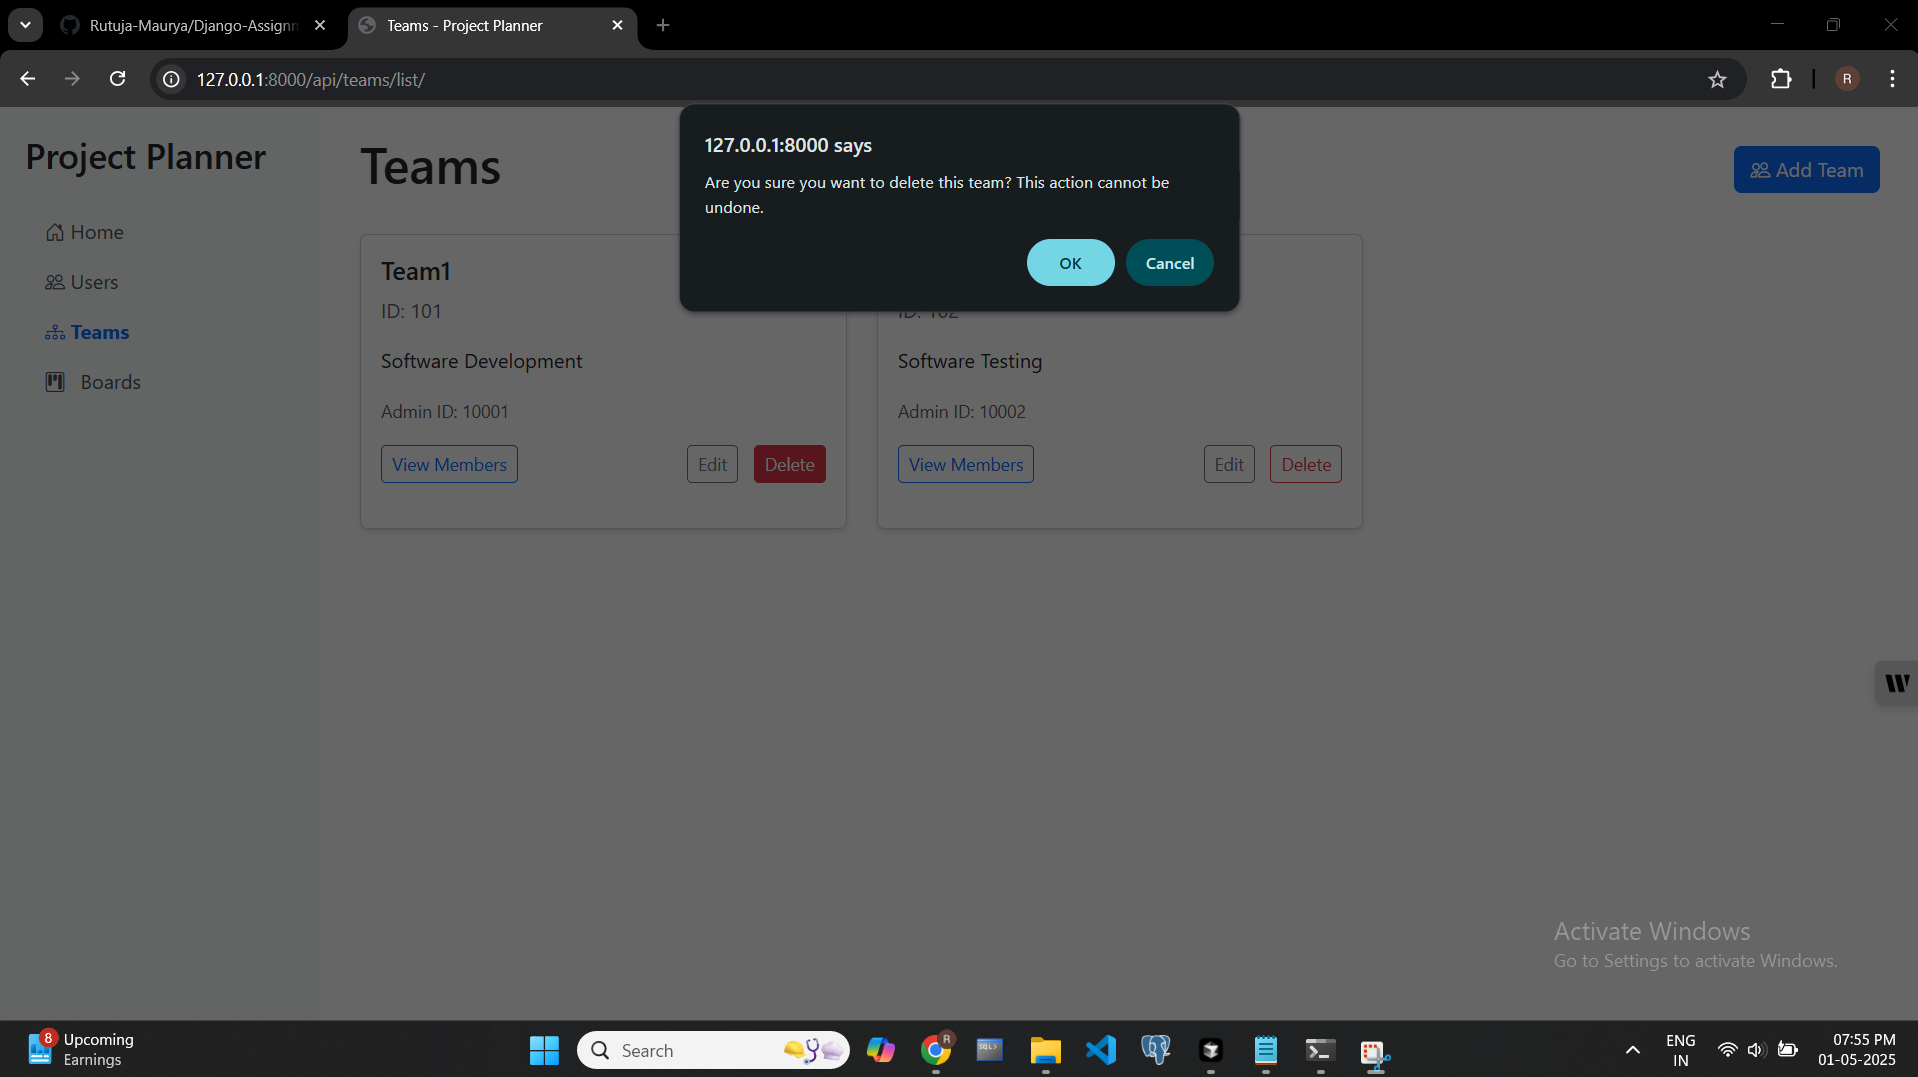 Rutuja-Maurya/Django-Assignn
Teams - Project Planner
127.0.0.1:8000/api/teams/list/
R
Project Planner
Home
Users
Teams
Boards
Teams
Add Team
127.0.0.1:8000 says
Are you sure you want to delete this team? This action cannot be
undone.
OK
Cancel
Team1
ID: 101
Software Development
Admin ID: 10001
View Members
Edit
Delete
ID: 102
Software Testing
Admin ID: 10002
View Members
Edit
Delete
W
Activate Windows
Go to Settings to activate Windows.
8
Upcoming
Earnings
Search
R
SQL>
ENG
IN
07:55 PM
01-05-2025